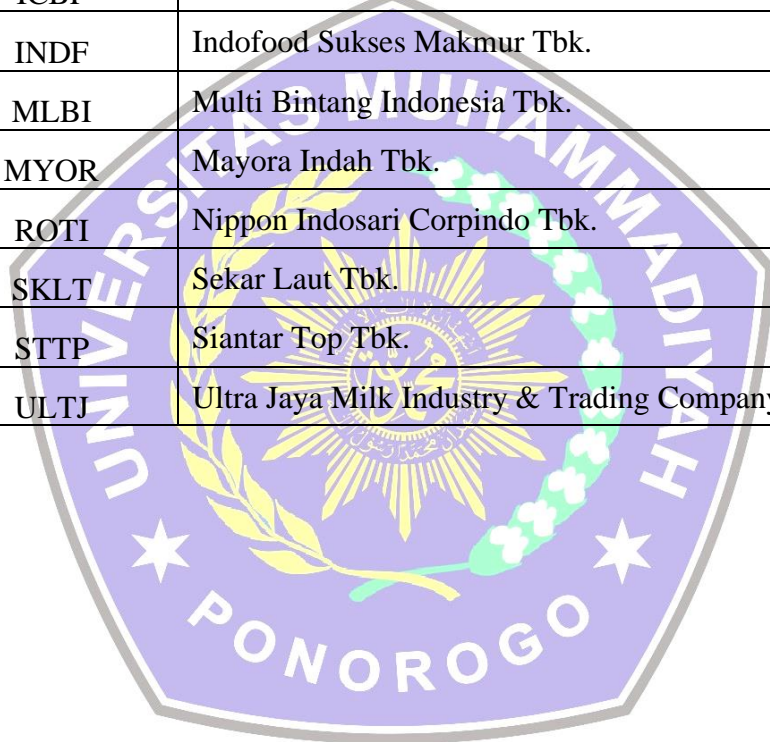 INDF Indofood Sukses Makmur Tbk.
MLBI Multi Bintang Indonesia Tbk.
MYOR Mayora Indah Tbk.
ROTI Nippon Indosari Corpindo Tbk.
SKLT Sekar Laut Tbk.
STTP Siantar Top Tbk.
ULTJ Ultra Jaya Milk Industry & Trading Company
UNIVERSITAS MUHAMMADIYAH
PONOROGO